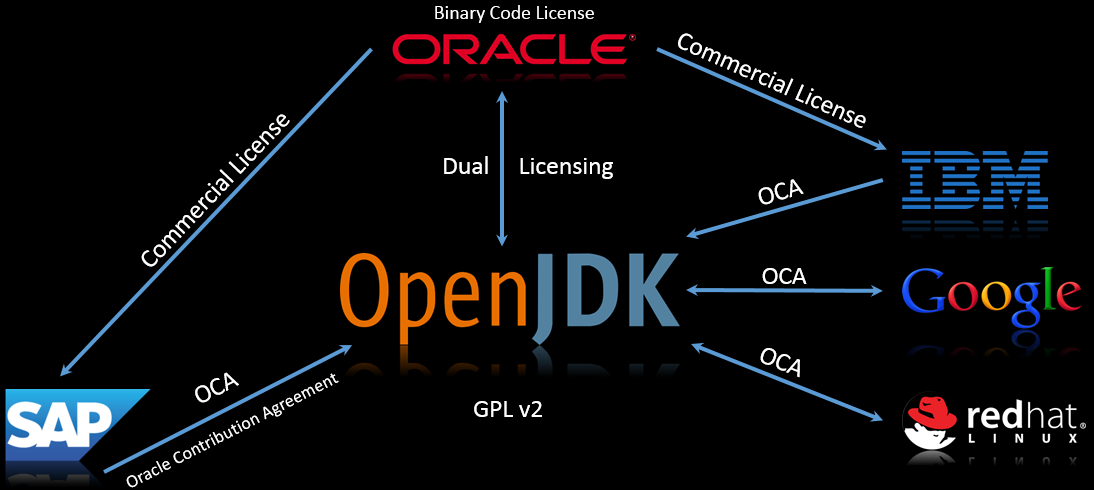 Binary Code License
ORACLE®
Commercial License
Commercial License
Dual Licensing
IBM
OCA
OpenJDK
OCA
Google
OCA
OCA
Oracle Contribution Agreement
GPL v2
SAP
redhat®
LINUX